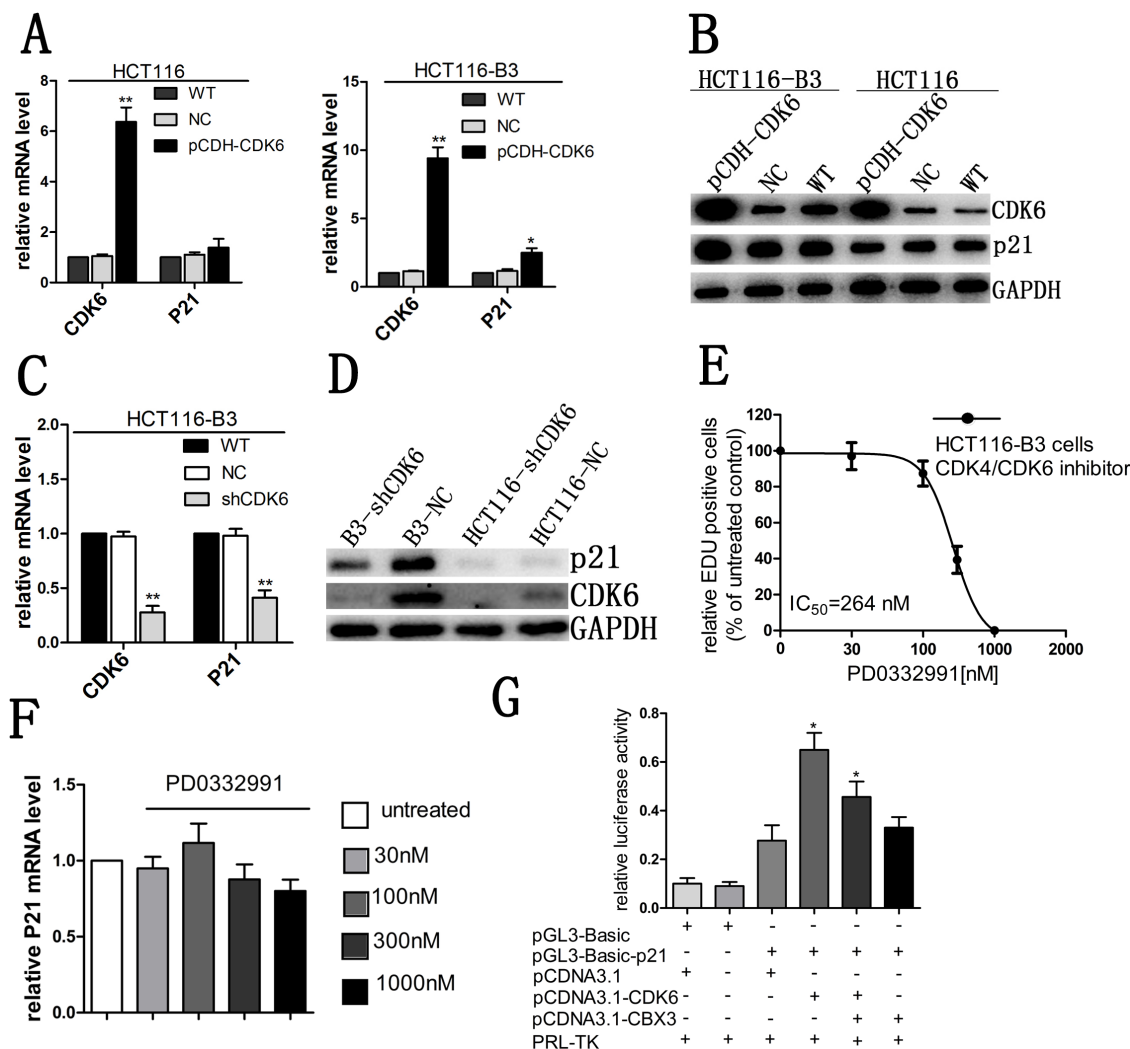 A
HCT116
relative mRNA level
8
6
4
2
0
WT
NC
pCDH-CDK6
**
CDK6
P21
HCT116-B3
relative mRNA level
15
10
5
0
WT
NC
pCDH-CDK6
**
*
CDK6
P21
B
HCT116-B3
HCT116
pCDH-CDK6
NC
WT
pCDH-CDK6
NC
WT
CDK6
p21
GAPDH
C
HCT116-B3
relative mRNA level
2.0
1.5
1.0
0.5
0.0
WT
NC
shCDK6
**
**
CDK6
P21
D
B3-shCDK6
B3-NC
HCT116-shCDK6
HCT116-NC
p21
CDK6
GAPDH
E
relative EDU positive cells
(% of untreated control)
120
100
80
60
40
20
0
HCT116-B3 cells
CDK4/CDK6 inhibitor
IC50=264 nM
0 30 100 1000 2000
PD0332991[nM]
F
relative P21 mRNA level
1.5
1.0
0.5
0.0
PD0332991
untreated
30nM
100nM
300nM
1000nM
G
relative luciferase activity
0.8
0.6
0.4
0.2
0.0
*
*
pGL3-Basic + + - - - -
pGL3-Basic-p21 - - + + + +
pCDNA3.1 + - + - - -
pCDNA3.1-CDK6 - - - + + -
pCDNA3.1-CBX3 - - - - + +
PRL-TK + + + + + +